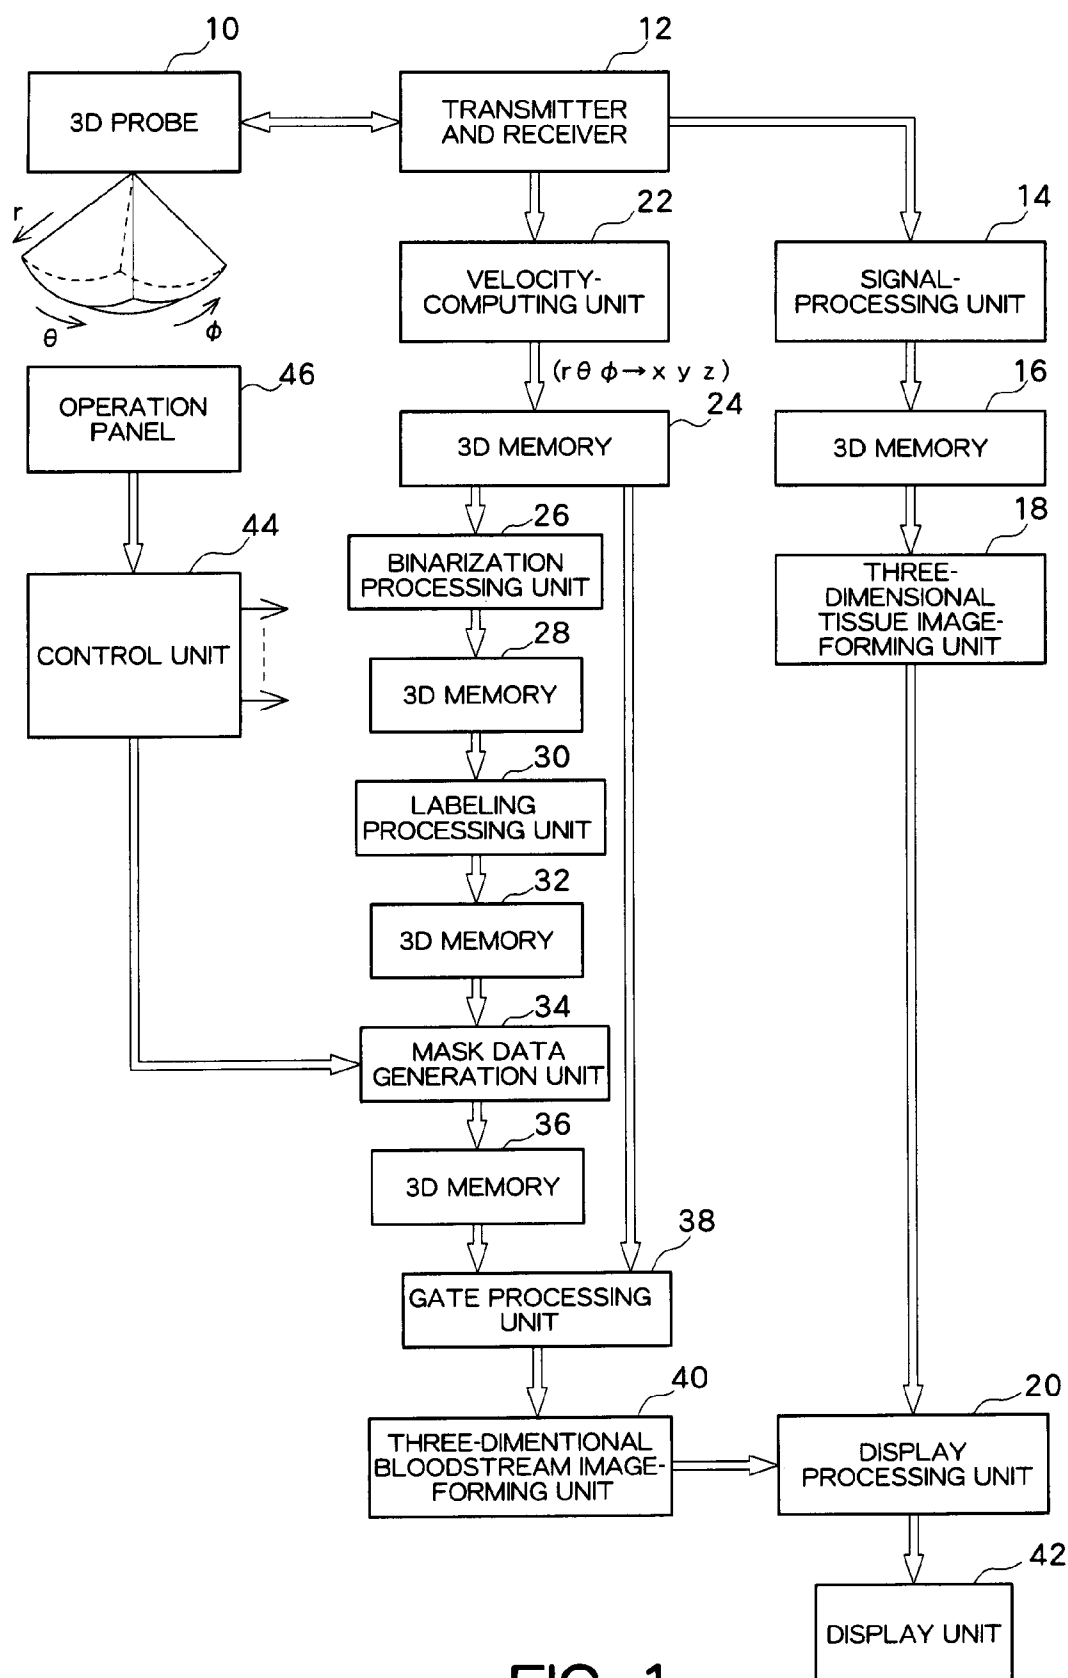 10
3D PROBE
12
TRANSMITTER
AND RECEIVER
r
θ
ϕ
22
VELOCITY-
COMPUTING UNIT
14
SIGNAL-
PROCESSING UNIT
(r θ ϕ → x y z)
46
OPERATION
PANEL
24
3D MEMORY
16
3D MEMORY
26
BINARIZATION
PROCESSING UNIT
18
THREE-
DIMENSIONAL
TISSUE IMAGE-
FORMING UNIT
44
CONTROL UNIT
28
3D MEMORY
30
LABELING
PROCESSING UNIT
32
3D MEMORY
34
MASK DATA
GENERATION UNIT
36
3D MEMORY
38
GATE PROCESSING
UNIT
40
THREE-DIMENTIONAL
BLOODSTREAM IMAGE-
FORMING UNIT
20
DISPLAY
PROCESSING UNIT
42
DISPLAY UNIT
FIG. 1